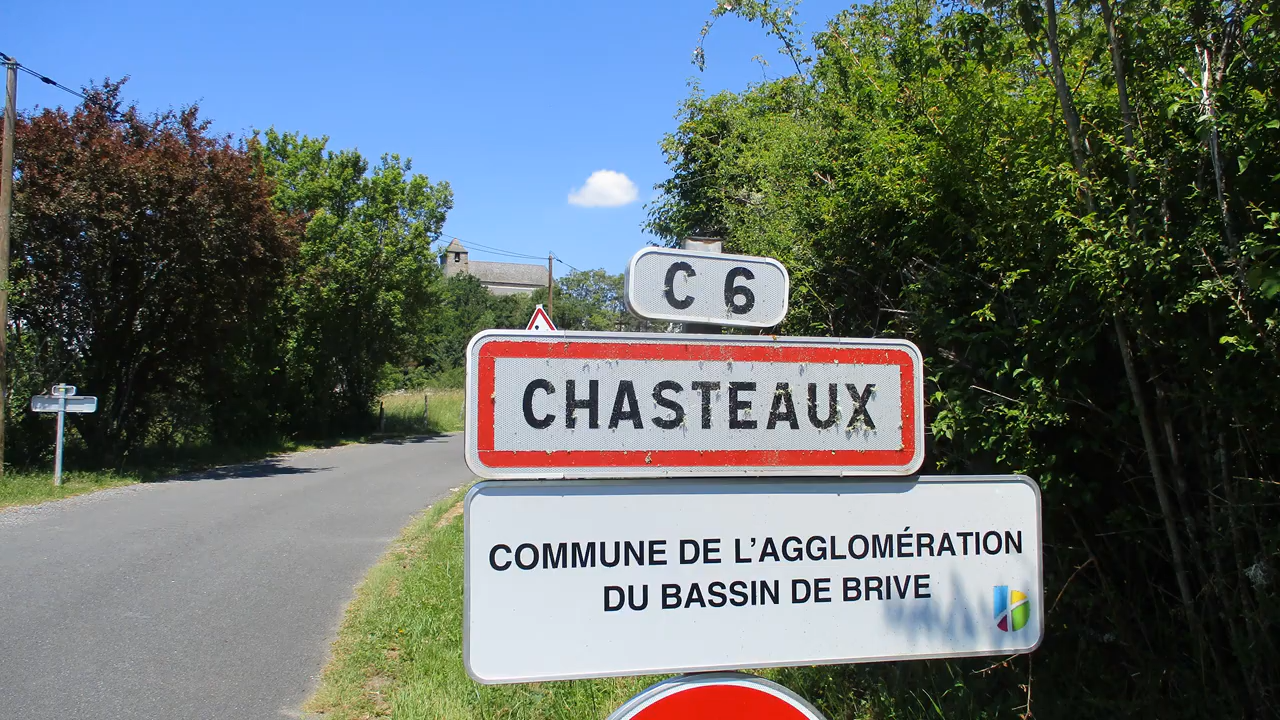 C 6
CHASTEAUX
COMMUNE DE L'AGGLOMÉRATION
DU BASSIN DE BRIVE